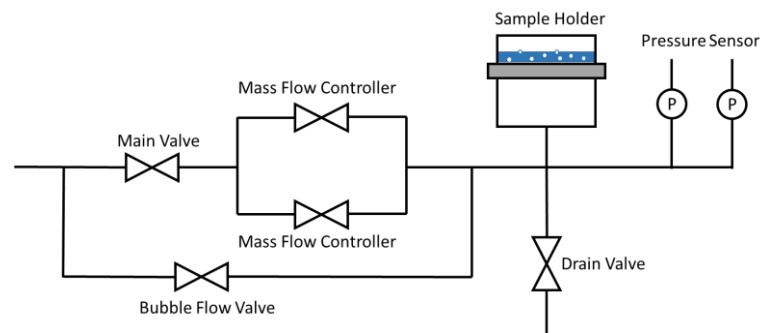 Sample Holder
Pressure Sensor
Mass Flow Controller
P P
Main Valve
Mass Flow Controller
Drain Valve
Bubble Flow Valve